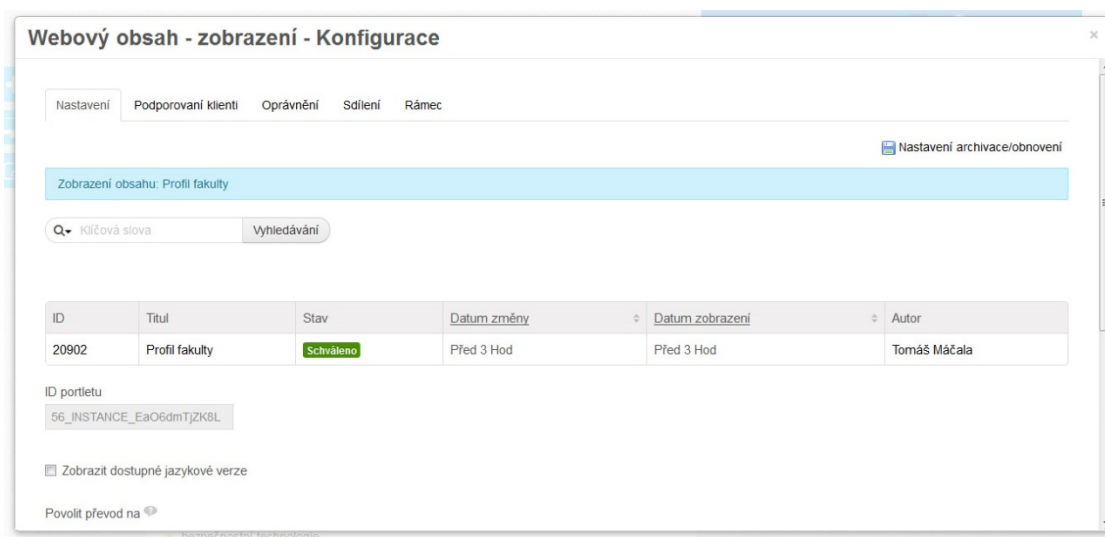 Webový obsah - zobrazení - Konfigurace
Nastavení Podporovaní klienti Oprávnění Sdílení Rámec
Nastavení archivace/obnovení
Zobrazení obsahu: Profil fakulty
Klíčová slova Vyhledávání
ID Titul Stav Datum změny Datum zobrazení Autor
20902 Profil fakulty Schváleno Před 3 Hod Před 3 Hod Tomáš Máčala
ID portletu
56_INSTANCE_EaO6dmTjZK8L
Zobrazit dostupné jazykové verze
Povolit převod na
bezpečnostní technologie